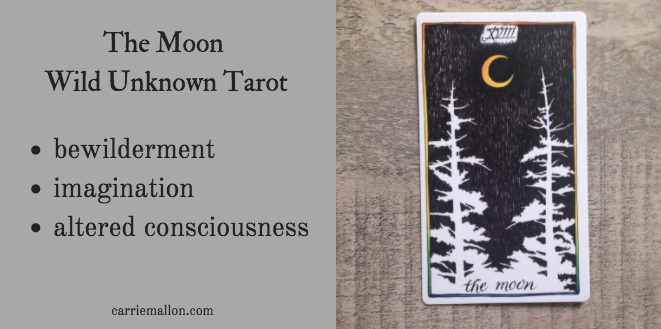 The Moon
Wild Unknown Tarot
• bewilderment
• imagination
• altered consciousness
carriemallon.com
XVIII
the moon